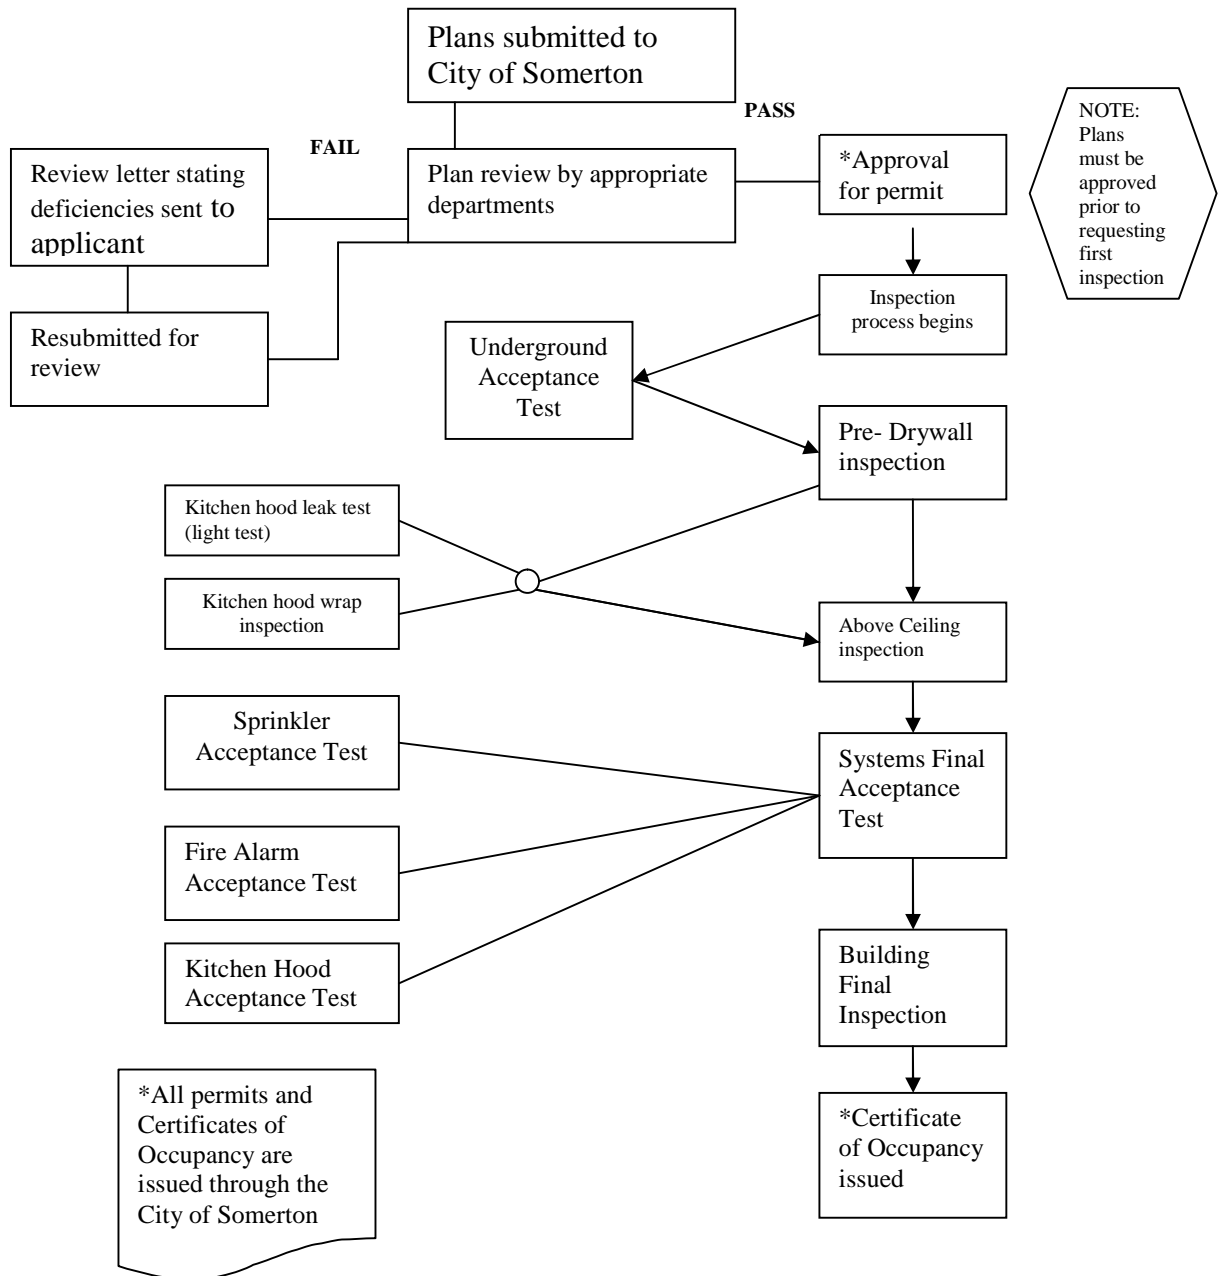 Plans submitted to
City of Somerton
PASS
FAIL
Review letter stating
deficiencies sent to
applicant
Plan review by appropriate
departments
*Approval
for permit
NOTE:
Plans
must be
approved
prior to
requesting
first
inspection
Resubmitted for
review
Inspection
process begins
Underground
Acceptance
Test
Pre- Drywall
inspection
Kitchen hood leak test
(light test)
Kitchen hood wrap
inspection
Above Ceiling
inspection
Sprinkler
Acceptance Test
Systems Final
Acceptance
Test
Fire Alarm
Acceptance Test
Kitchen Hood
Acceptance Test
Building
Final
Inspection
*All permits and
Certificates of
Occupancy are
issued through the
City of Somerton
*Certificate
of Occupancy
issued